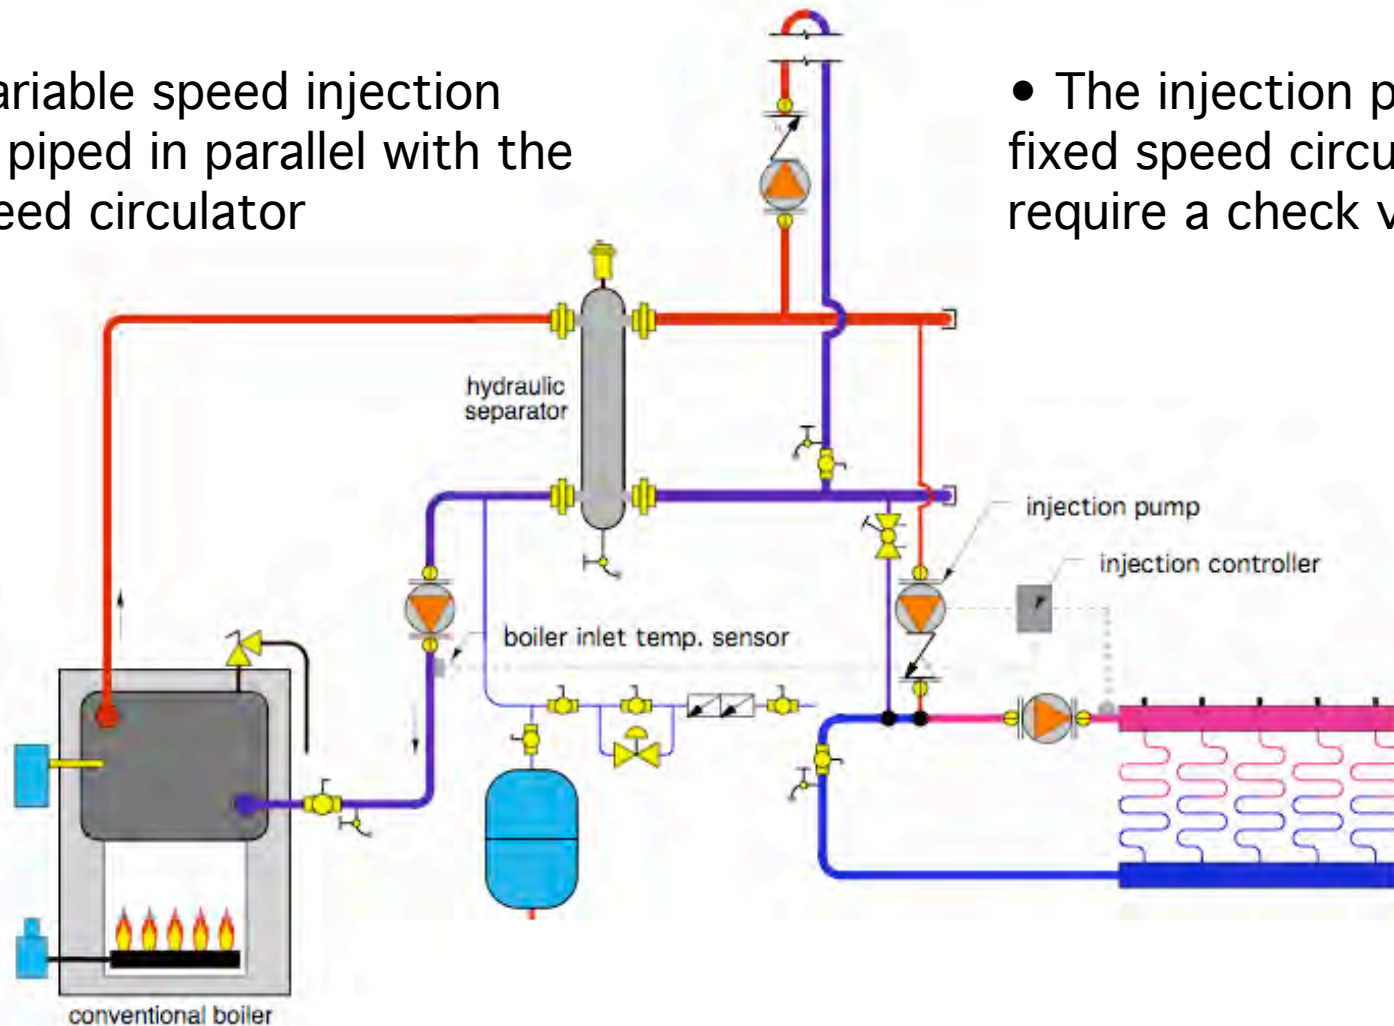 ariable speed injection
piped in parallel with the
eed circulator
• The injection p
fixed speed circu
require a check v
hydraulic
separator
injection pump
injection controller
boiler inlet temp. sensor
conventional boiler